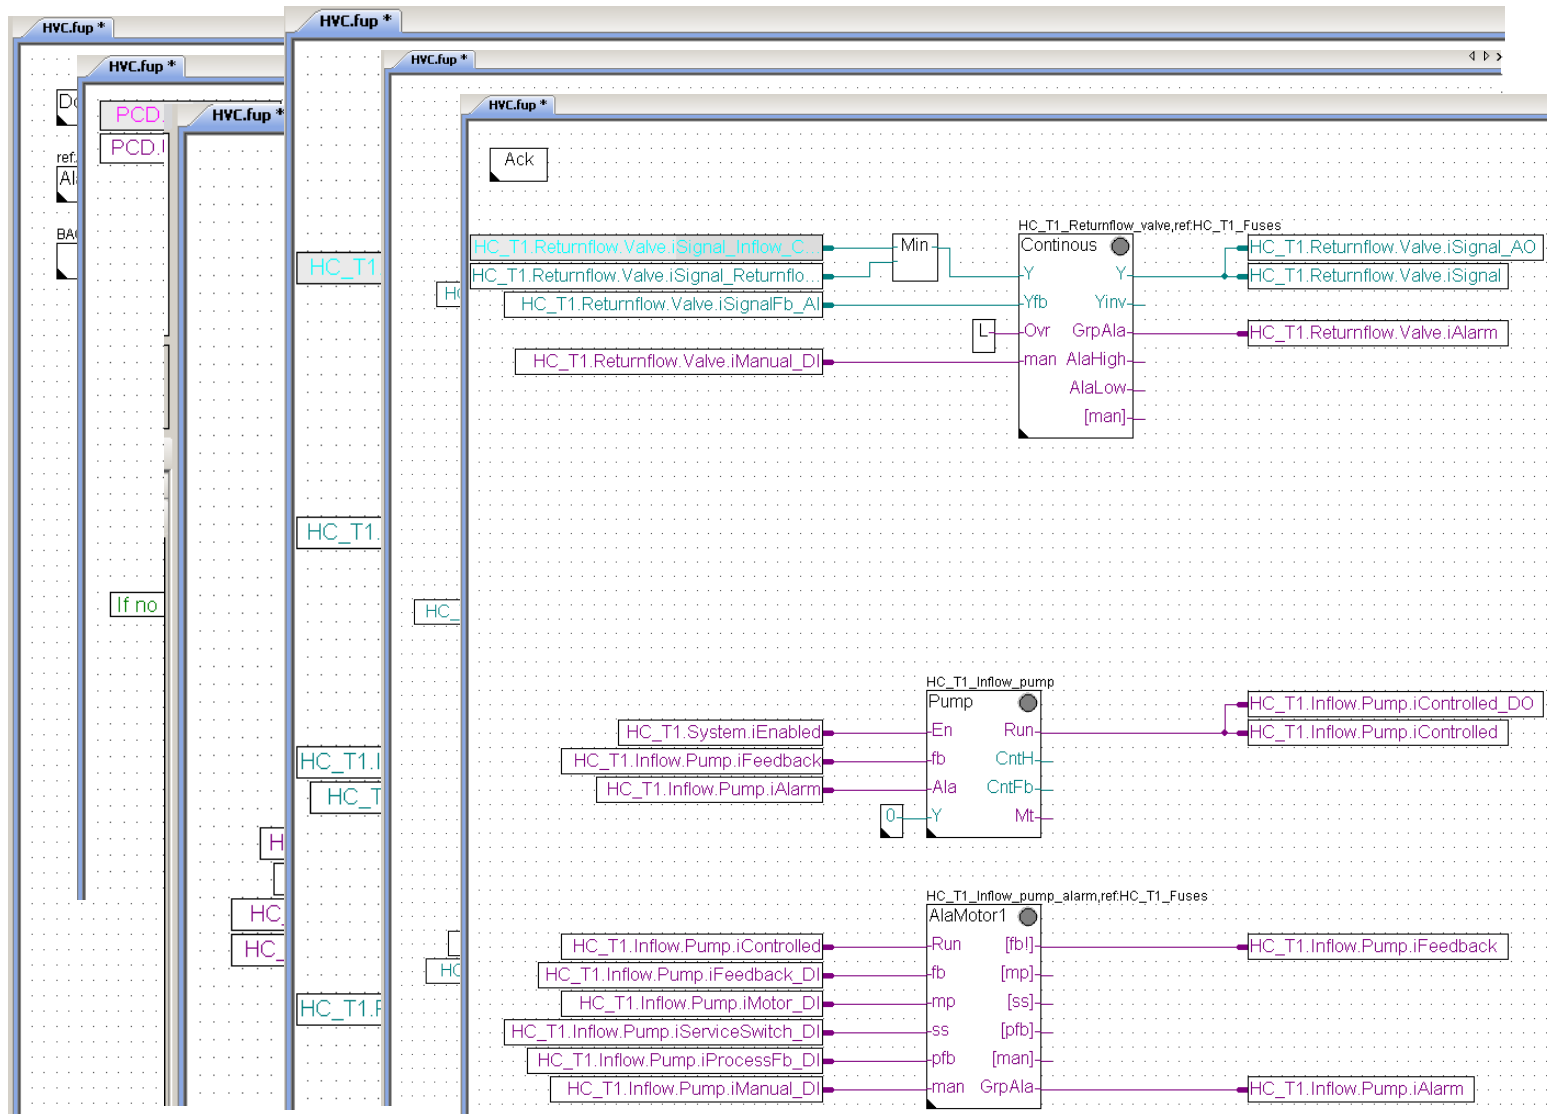 HVC.fup *
HVC.fup *
HVC.fup *
HVC.fup *
HVC.fup *
HVC.fup *
ref:
PCD.
PCD.
If no
HC_T1.
HC_T1.
HC_T1.I
HC_T
HC_T1.
H
HC_
HC_
HC
HC_
HC
Ack
HC_T1_Returnflow_valve,ref:HC_T1_Fuses
Continous
HC_T1.Returnflow.Valve.iSignal_Inflow_C...
Min
HC_T1.Returnflow.Valve.iSignal_AO
HC_T1.Returnflow.Valve.iSignal_Returnflo...
Y Y
HC_T1.Returnflow.Valve.iSignal
HC_T1.Returnflow.Valve.iSignalFb_AI
Yfb Yinv
L
Ovr GrpAla
HC_T1.Returnflow.Valve.iAlarm
HC_T1.Returnflow.Valve.iManual_DI
man AlaHigh
AlaLow
[man]
HC_T1_Inflow_pump
Pump
HC_T1.Inflow.Pump.iControlled_DO
HC_T1.System.iEnabled
En Run
HC_T1.Inflow.Pump.iControlled
HC_T1.Inflow.Pump.iFeedback
fb CntH
HC_T1.Inflow.Pump.iAlarm
Ala CntFb
0
Y Mt
HC_T1_Inflow_pump_alarm,ref:HC_T1_Fuses
AlaMotor1
HC_T1.Inflow.Pump.iControlled
Run [fb!]
HC_T1.Inflow.Pump.iFeedback
HC_T1.Inflow.Pump.iFeedback_DI
fb [mp]
HC_T1.Inflow.Pump.iMotor_DI
mp [ss]
HC_T1.Inflow.Pump.iServiceSwitch_DI
ss [pfb]
HC_T1.Inflow.Pump.iProcessFb_DI
pfb [man]
HC_T1.Inflow.Pump.iManual_DI
man GrpAla
HC_T1.Inflow.Pump.iAlarm